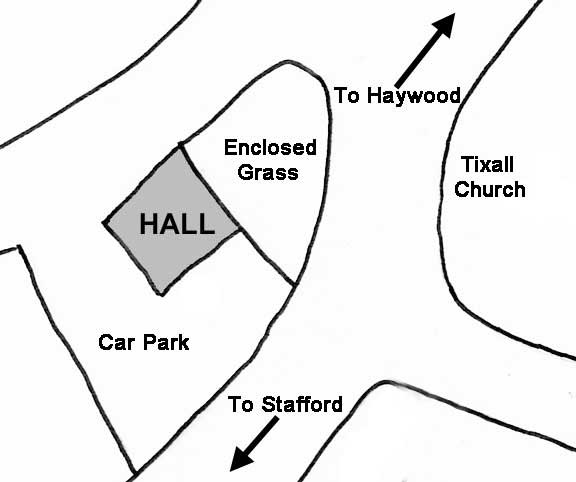 To Haywood
Enclosed
Grass
Tixall
Church
HALL
Car Park
To Stafford